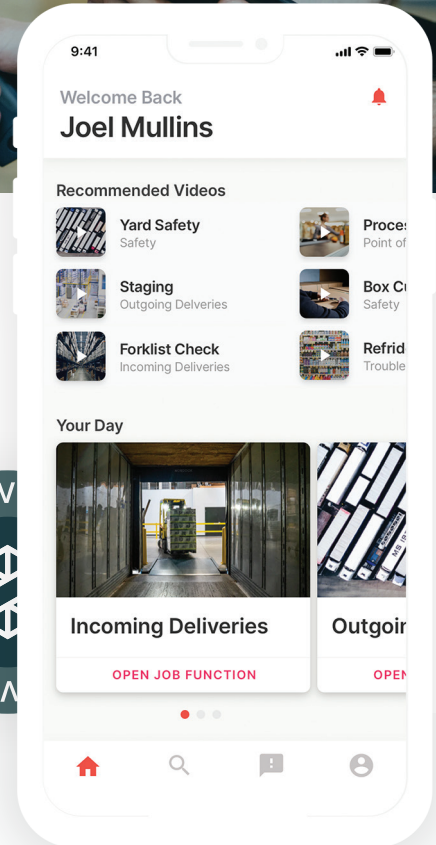 9:41
Welcome Back
Joel Mullins
Recommended Videos
Yard Safety
Safety
Staging
Outgoing Delveries
Forklist Check
Incoming Deliveries
Proces
Point of
Box Cu
Safety
Refrid
Trouble
Your Day
Incoming Deliveries
OPEN JOB FUNCTION
Outgoin
OPEN